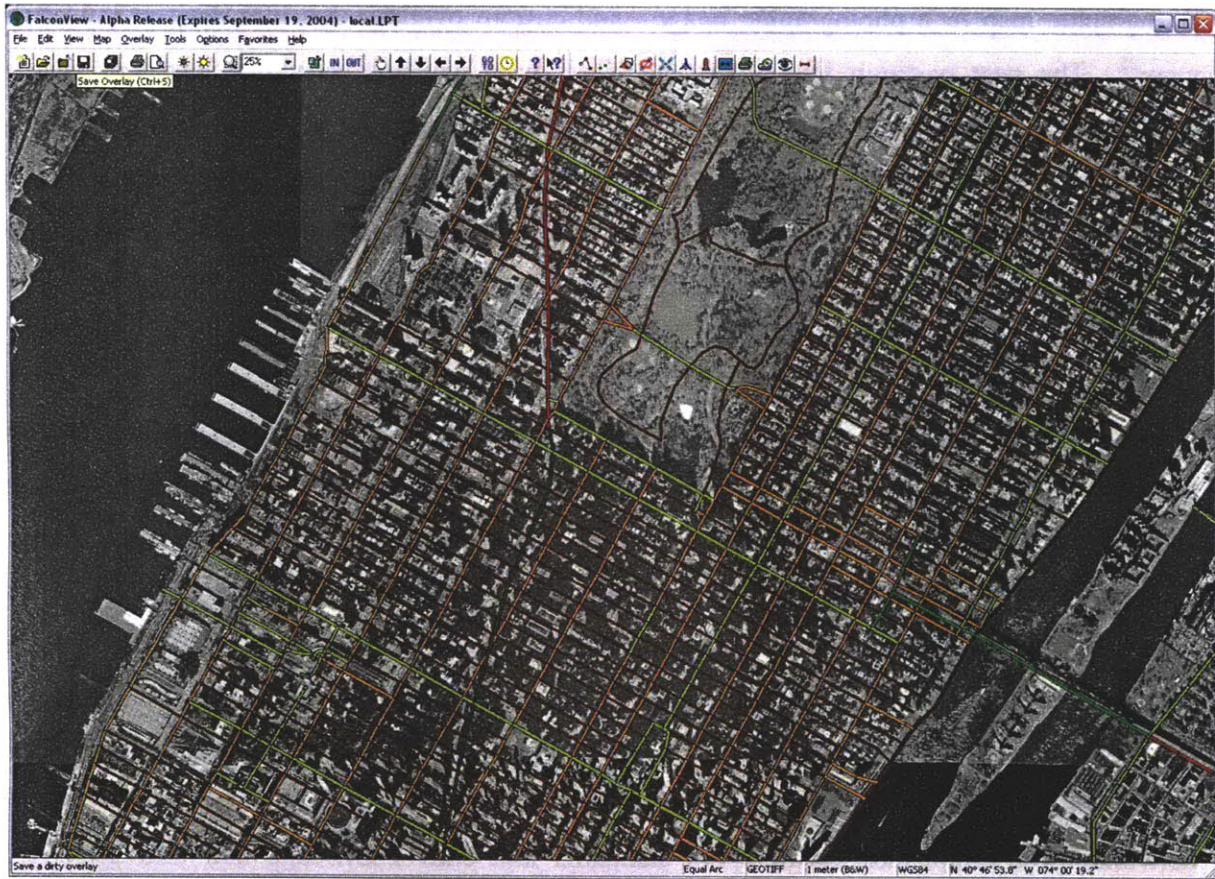 FalconView - Alpha Release (Expires September 19, 2004) - local.LPT
File Edit View Map Overlay Tools Options Favorites Help
25% IN OUT ? ?
Save Overlay (Ctrl+S)
Save a dirty overlay Equal Arc GEOTIFF 1 meter (B&W) WGS84 N 40° 46' 53.8" W 074° 00' 19.2"